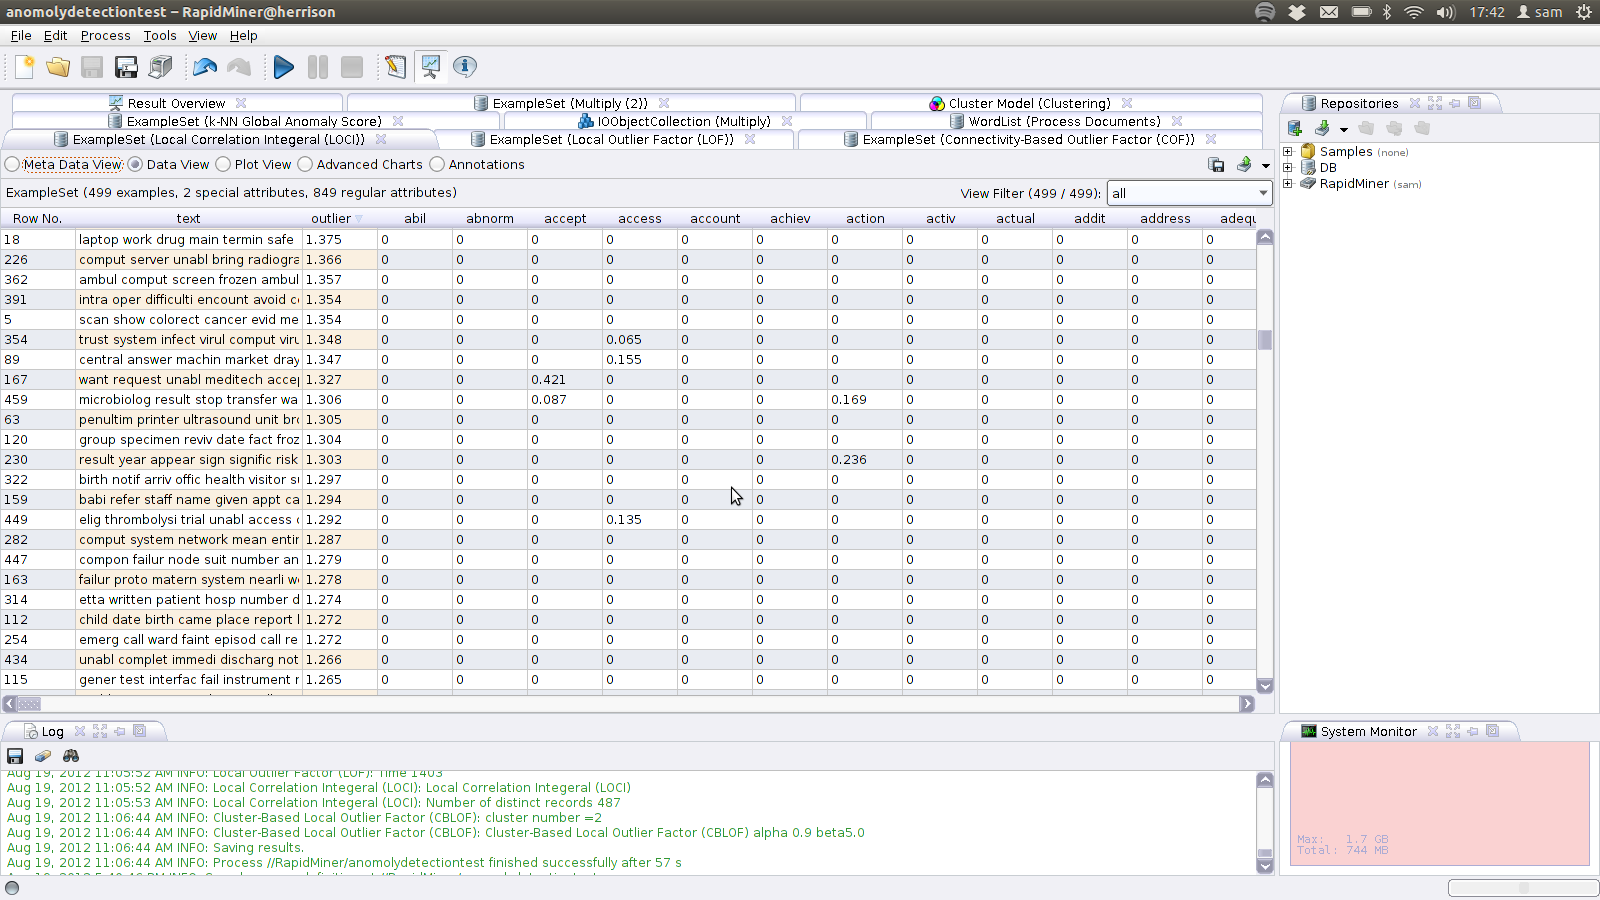 anomolydetectiontest – RapidMiner@herrison 17:42 sam
File Edit Process Tools View Help
Result Overview ExampleSet (Multiply (2)) Cluster Model (Clustering)
ExampleSet (k-NN Global Anomaly Score) IOObjectCollection (Multiply) WordList (Process Documents)
ExampleSet (Local Correlation Integeral (LOCI)) ExampleSet (Local Outlier Factor (LOF)) ExampleSet (Connectivity-Based Outlier Factor (COF))
Meta Data View Data View Plot View Advanced Charts Annotations
ExampleSet (499 examples, 2 special attributes, 849 regular attributes) View Filter (499 / 499): all
Row No. text outlier abil abnorm accept access account achiev action activ actual addit address adequ
18 laptop work drug main termin safe 1.375 0 0 0 0 0 0 0 0 0 0 0 0
226 comput server unabl bring radiogra 1.366 0 0 0 0 0 0 0 0 0 0 0 0
362 ambul comput screen frozen ambul 1.357 0 0 0 0 0 0 0 0 0 0 0 0
391 intra oper difficulti encount avoid c 1.354 0 0 0 0 0 0 0 0 0 0 0 0
5 scan show colorect cancer evid me 1.354 0 0 0 0 0 0 0 0 0 0 0 0
354 trust system infect virul comput viru 1.348 0 0 0 0.065 0 0 0 0 0 0 0 0
89 central answer machin market dray 1.347 0 0 0 0.155 0 0 0 0 0 0 0 0
167 want request unabl meditech accep 1.327 0 0 0.421 0 0 0 0 0 0 0 0 0
459 microbiolog result stop transfer wa 1.306 0 0 0.087 0 0 0 0.169 0 0 0 0 0
63 penultim printer ultrasound unit bro 1.305 0 0 0 0 0 0 0 0 0 0 0 0
120 group specimen reviv date fact froz 1.304 0 0 0 0 0 0 0 0 0 0 0 0
230 result year appear sign signific risk 1.303 0 0 0 0 0 0 0.236 0 0 0 0 0
322 birth notif arriv offic health visitor su 1.297 0 0 0 0 0 0 0 0 0 0 0 0
159 babi refer staff name given appt ca 1.294 0 0 0 0 0 0 0 0 0 0 0 0
449 elig thrombolysi trial unabl access 1.292 0 0 0 0.135 0 0 0 0 0 0 0 0
282 comput system network mean entir 1.287 0 0 0 0 0 0 0 0 0 0 0 0
447 compon failur node suit number an 1.279 0 0 0 0 0 0 0 0 0 0 0 0
163 failur proto matern system nearli w 1.278 0 0 0 0 0 0 0 0 0 0 0 0
314 etta written patient hosp number d 1.274 0 0 0 0 0 0 0 0 0 0 0 0
112 child date birth came place report 1.272 0 0 0 0 0 0 0 0 0 0 0 0
254 emerg call ward faint episod call re 1.272 0 0 0 0 0 0 0 0 0 0 0 0
434 unabl complet immedi discharg not 1.266 0 0 0 0 0 0 0 0 0 0 0 0
115 gener test interfac fail instrument 1.265 0 0 0 0 0 0 0 0 0 0 0 0
Repositories
Samples (none)
DB
RapidMiner (sam)
Log
Aug 19, 2012 11:05:52 AM INFO: Local Outlier Factor (LOF): Time 1403
Aug 19, 2012 11:05:52 AM INFO: Local Correlation Integeral (LOCI): Local Correlation Integeral (LOCI)
Aug 19, 2012 11:05:53 AM INFO: Local Correlation Integeral (LOCI): Number of distinct records 487
Aug 19, 2012 11:06:44 AM INFO: Cluster-Based Local Outlier Factor (CBLOF): cluster number =2
Aug 19, 2012 11:06:44 AM INFO: Cluster-Based Local Outlier Factor (CBLOF): Cluster-Based Local Outlier Factor (CBLOF) alpha 0.9 beta5.0
Aug 19, 2012 11:06:44 AM INFO: Saving results.
Aug 19, 2012 11:06:44 AM INFO: Process //RapidMiner/anomolydetectiontest finished successfully after 57 s
System Monitor
Max: 1.7 GB
Total: 744 MB